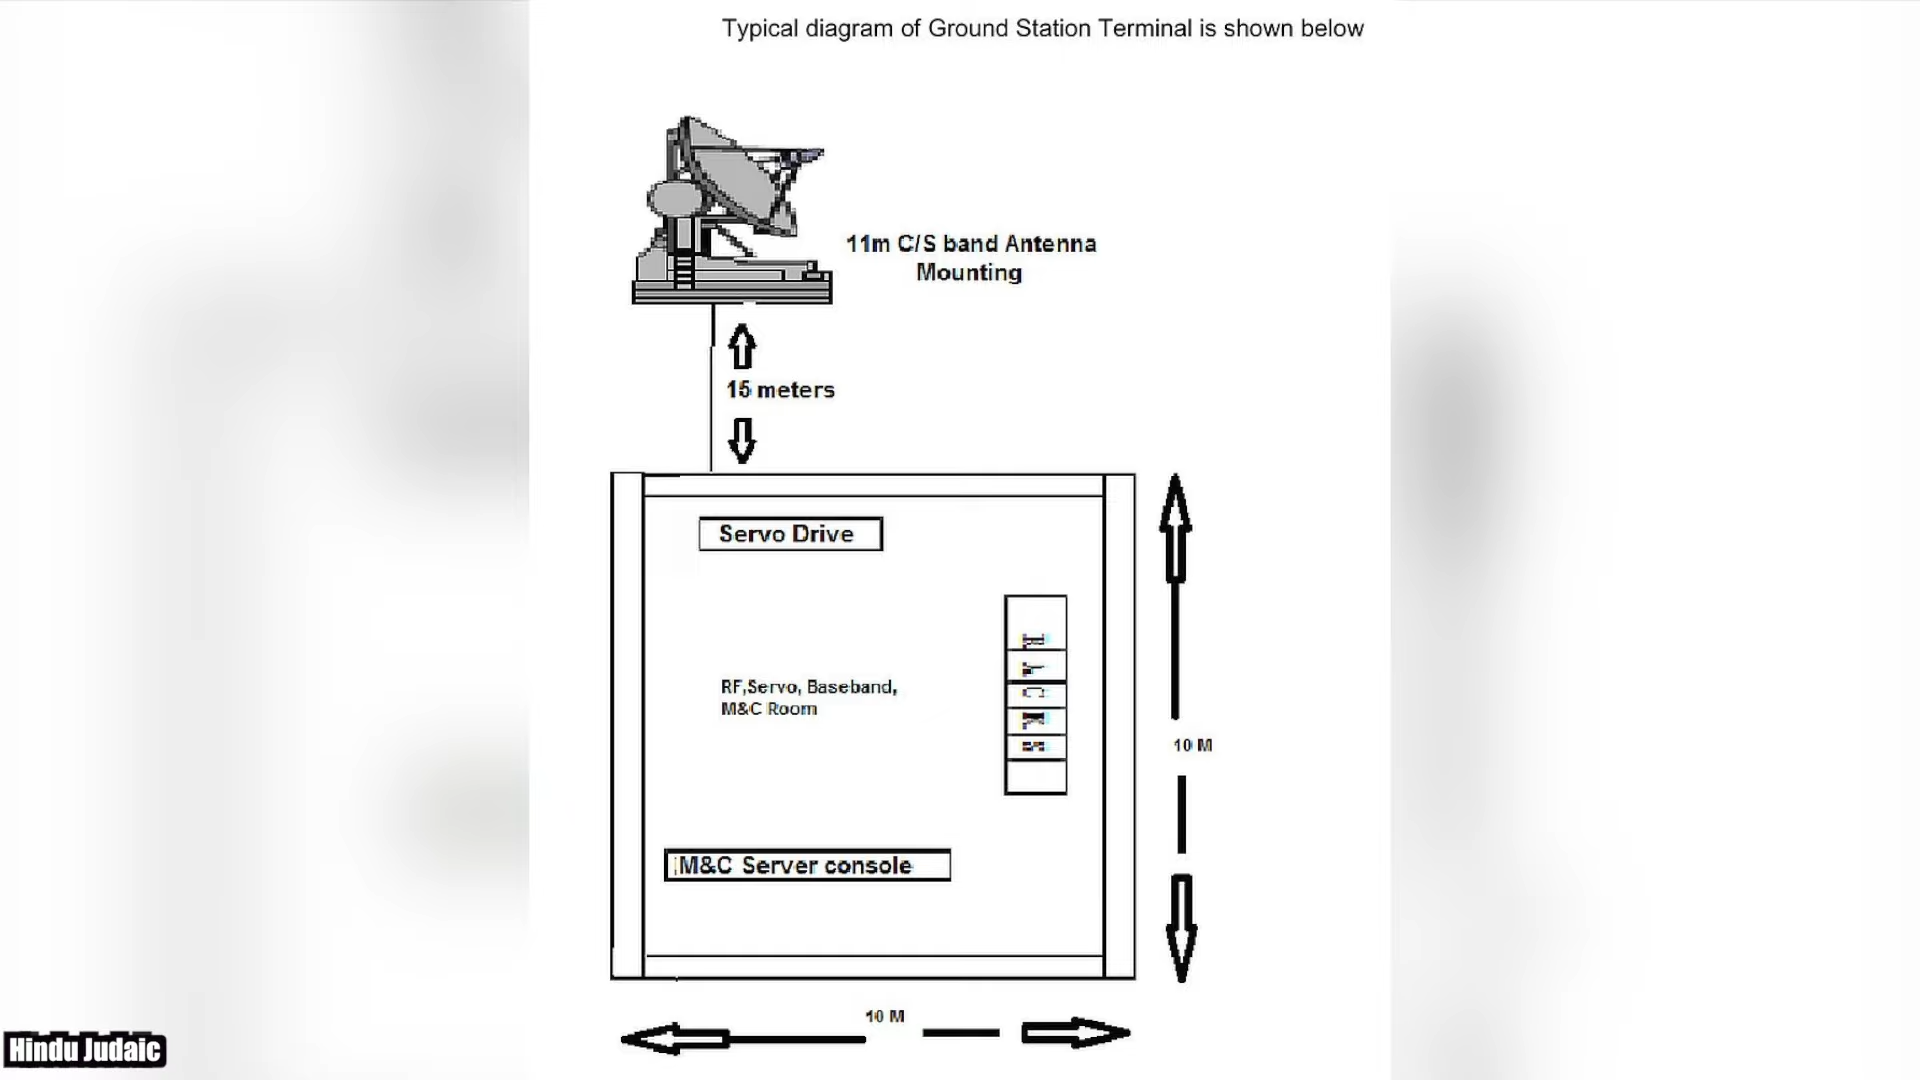 Typical diagram of Ground Station Terminal is shown below
11m C/S band Antenna
Mounting
15 meters
Servo Drive
RACKS
RF,Servo, Baseband,
M&C Room
10 M
M&C Server console
10 M
Hindu Judaic